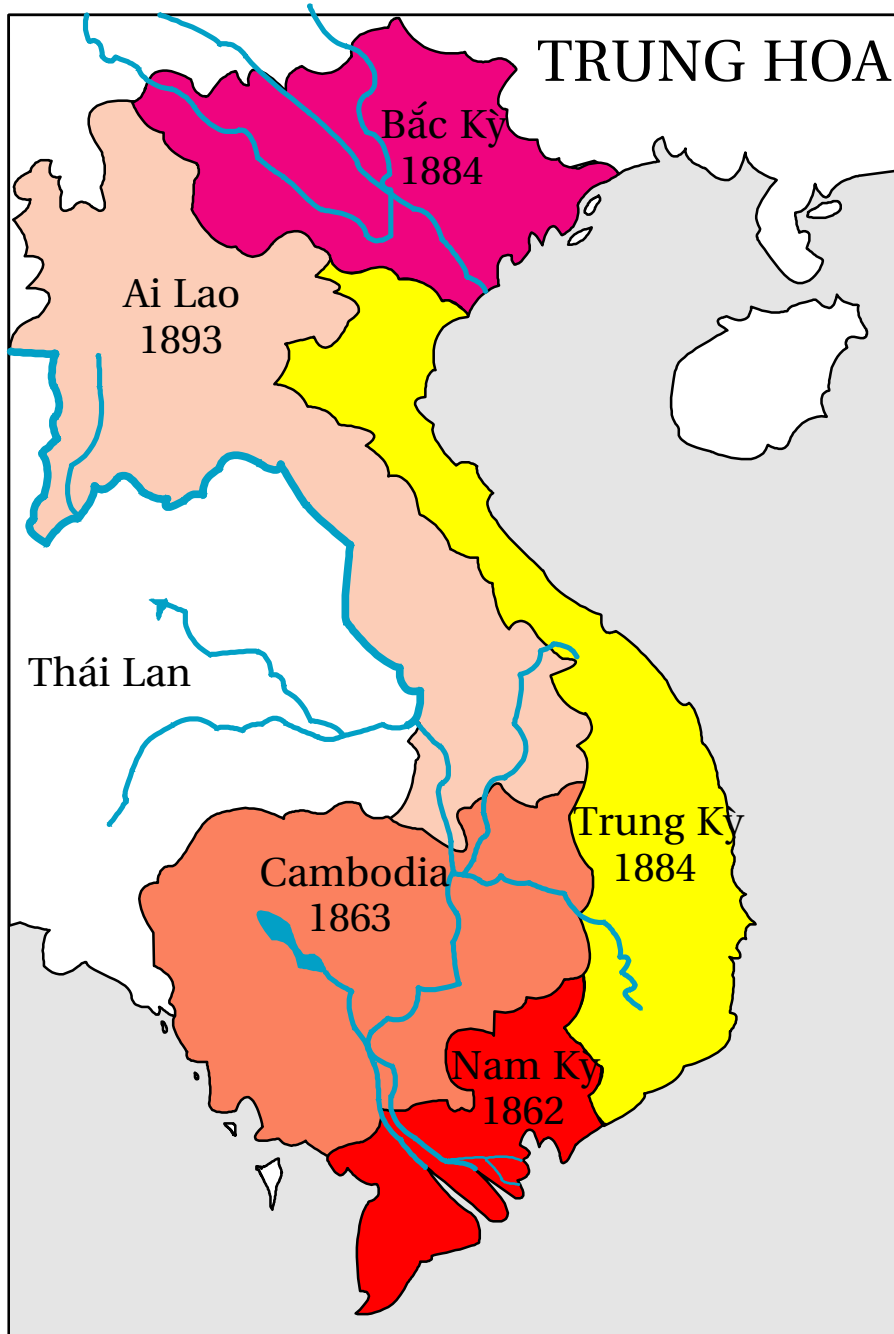 TRUNG HOA
Bắc Kỳ
1884
Ai Lao
1893
Thái Lan
Trung Kỳ
1884
Cambodia
1863
Nam Kỳ
1862